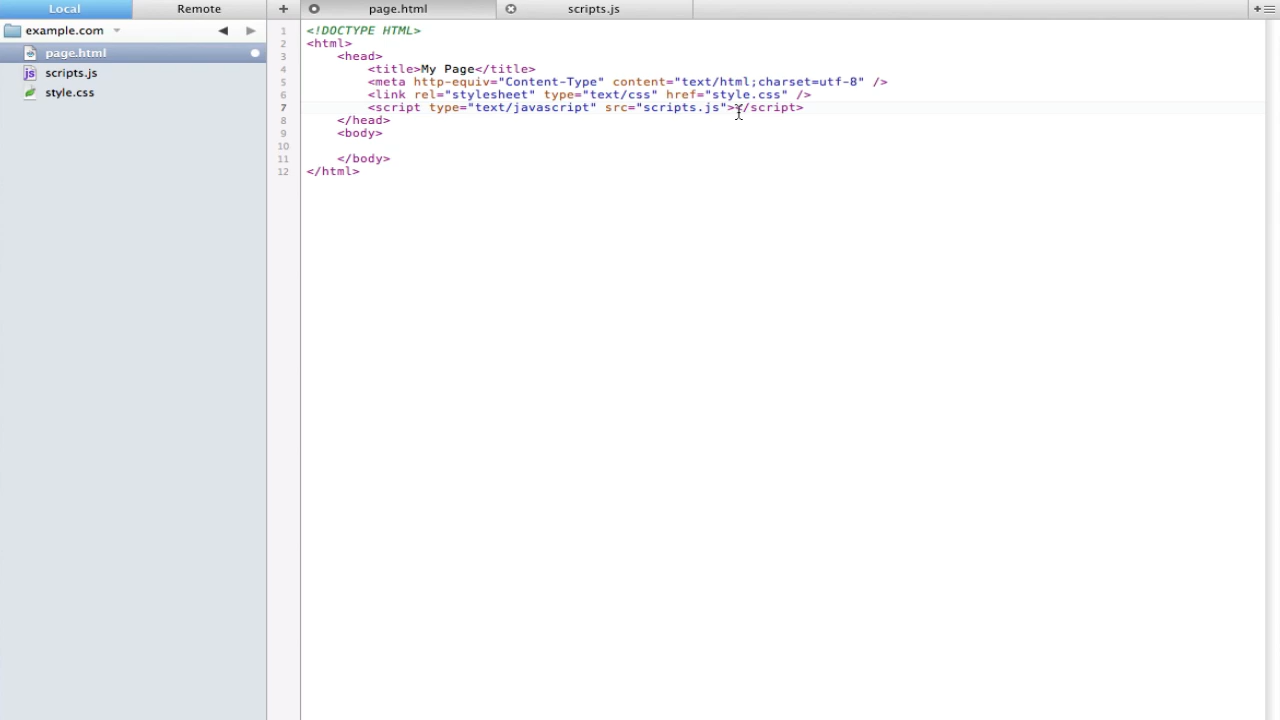 Local
Remote
+
page.html
scripts.js
example.com
page.html
scripts.js
style.css
1 <!DOCTYPE HTML>
2 <html>
3 <head>
4 <title>My Page</title>
5 <meta http-equiv="Content-Type" content="text/html;charset=utf-8" />
6 <link rel="stylesheet" type="text/css" href="style.css" />
7 <script type="text/javascript" src="scripts.js"></script>
8 </head>
9 <body>
10
11 </body>
12 </html>